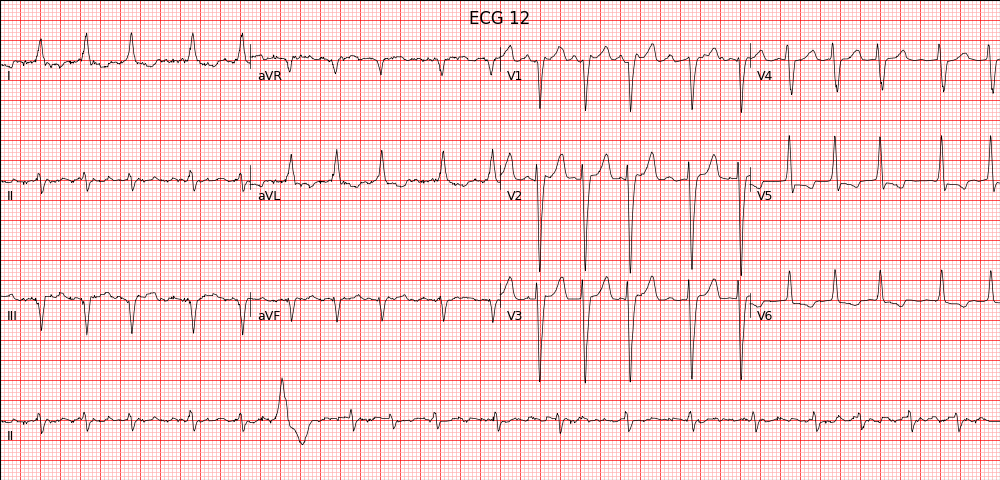 ECG 12
I aVR V1 V4
II aVL V2 V5
III aVF V3 V6
II